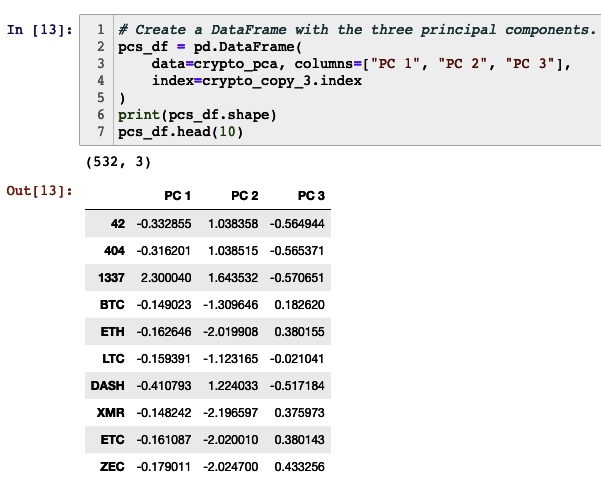 In [13]:
1 # Create a DataFrame with the three principal components.
2 pcs_df = pd.DataFrame(
3     data=crypto_pca, columns=["PC 1", "PC 2", "PC 3"],
4     index=crypto_copy_3.index
5 )
6 print(pcs_df.shape)
7 pcs_df.head(10)
(532, 3)
Out[13]:
PC 1 PC 2 PC 3
42 -0.332855 1.038358 -0.564944
404 -0.316201 1.038515 -0.565371
1337 2.300040 1.643532 -0.570651
BTC -0.149023 -1.309646 0.182620
ETH -0.162646 -2.019908 0.380155
LTC -0.159391 -1.123165 -0.021041
DASH -0.410793 1.224033 -0.517184
XMR -0.148242 -2.196597 0.375973
ETC -0.161087 -2.020010 0.380143
ZEC -0.179011 -2.024700 0.433256